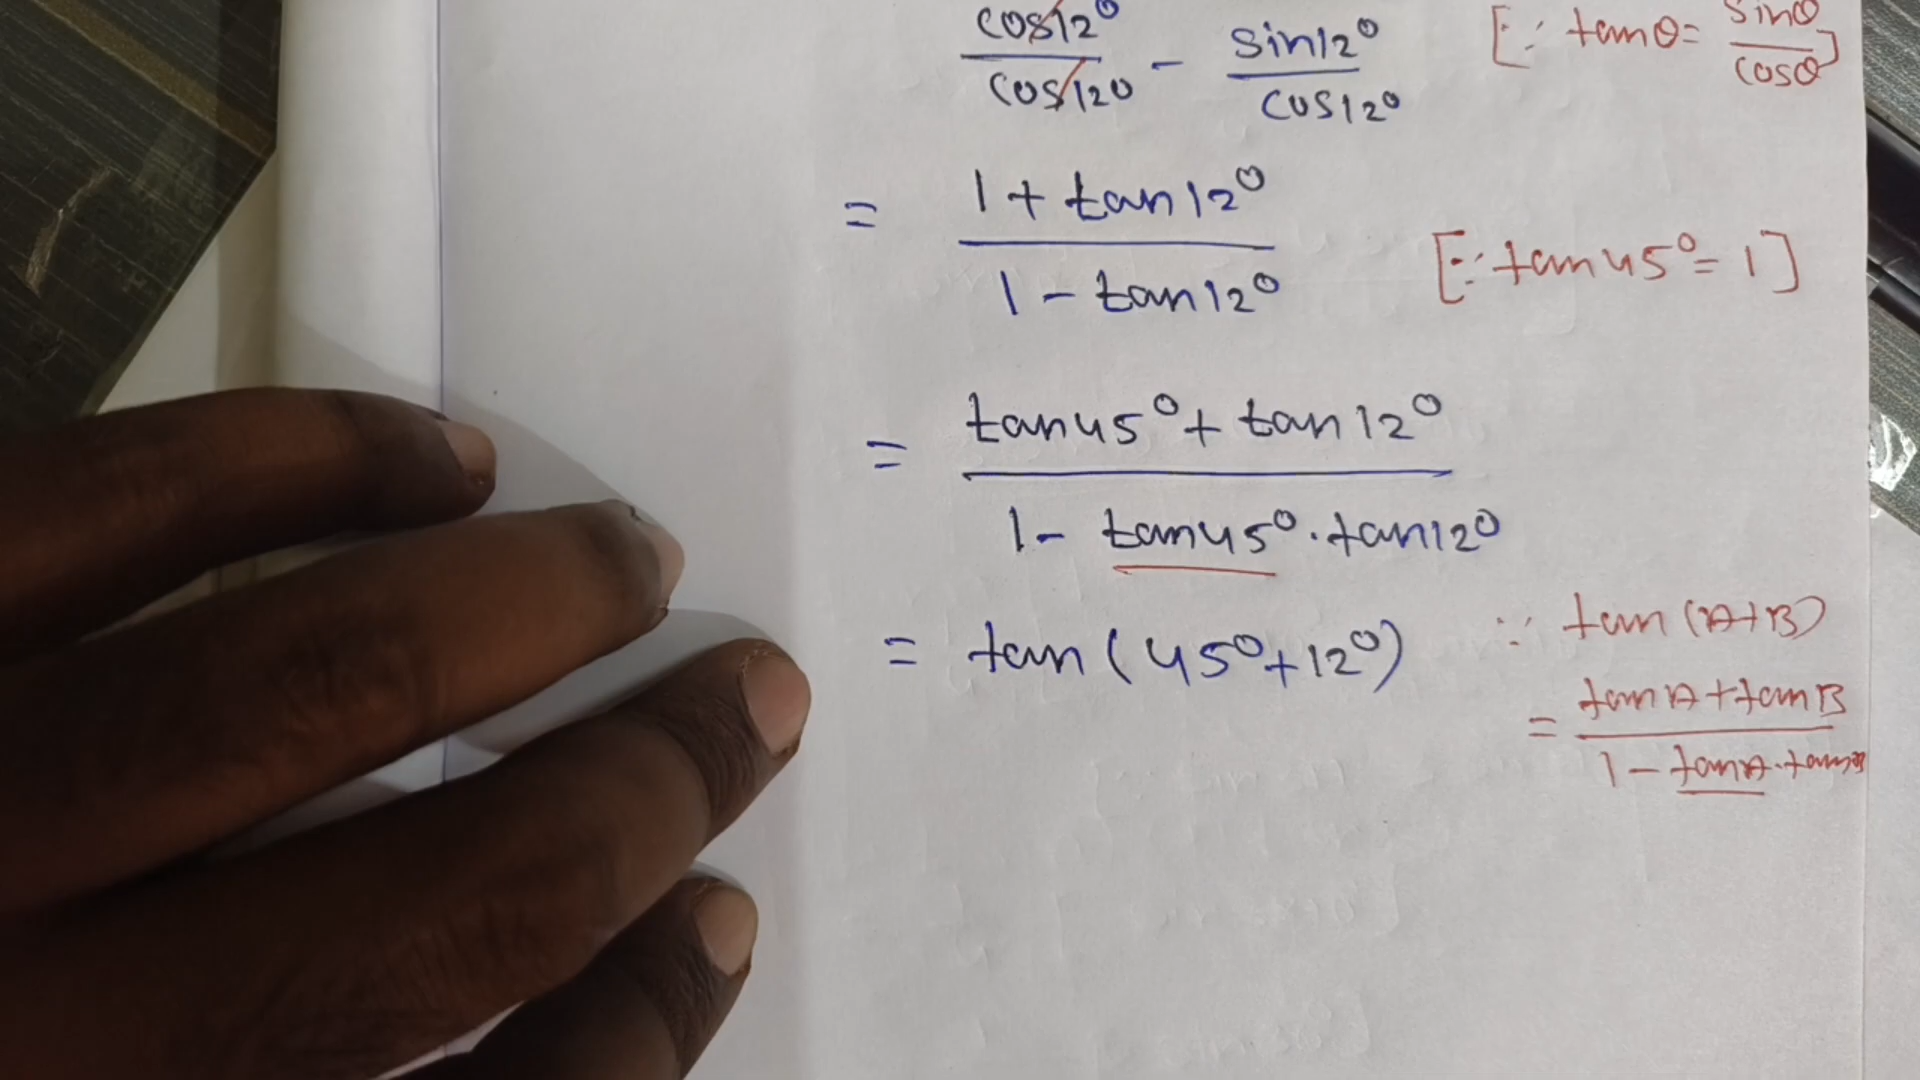 cos12°
cos12° - sin12° / cos12° [∵ tanθ = sinθ / cosθ]
= 1 + tan12°
1 - tan12° [∵ tan45° = 1]
= tan45° + tan12°
1 - tan45° . tan12°
= tan(45° + 12°) ∵ tan(A+B)
= tanA + tanB
1 - tanA . tanB